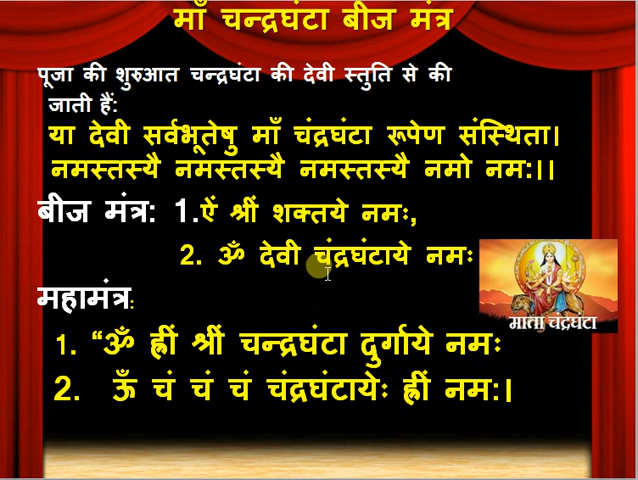 माँ चन्द्रघंटा बीज मंत्र
पूजा की शुरुआत चन्द्रघंटा की देवी स्तुति से की
जाती हैं:
या देवी सर्वभूतेषु माँ चंद्रघंटा रूपेण संस्थिता।
नमस्तस्यै नमस्तस्यै नमस्तस्यै नमो नम:।।
बीज मंत्र: 1.ऐं श्रीं शक्तये नमः,
2. ॐ देवी चंद्रघंटाये नमः
माता चंद्रघंटा
महामंत्र:
1. “ॐ ह्रीं श्रीं चन्द्रघंटा दुर्गाये नमः
2. ऊँ चं चं चं चंद्रघंटायेः ह्रीं नम:।